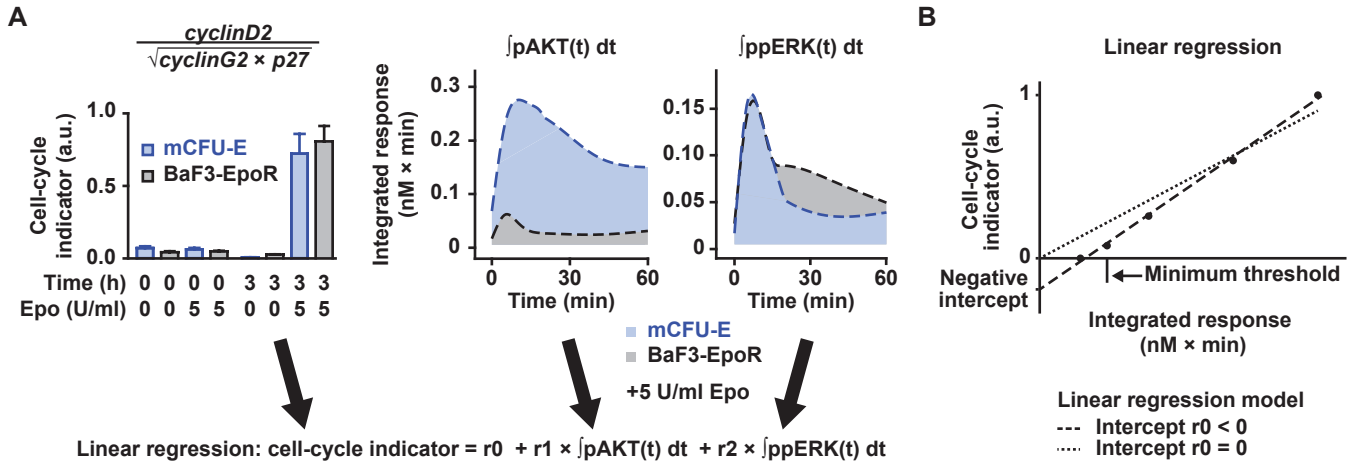 A
cyclinD2
√cyclinG2 × p27
Cell-cycle
indicator (a.u.)
1.0
0.5
0.0
mCFU-E
BaF3-EpoR
Time (h) 0 0 0 0 3 3 3 3
Epo (U/ml) 0 0 5 5 0 0 5 5
∫pAKT(t) dt
Integrated response
(nM × min)
0.3
0.2
0.1
0
0 30 60
Time (min)
∫ppERK(t) dt
0.15
0.10
0.05
0
0 30 60
Time (min)
mCFU-E
BaF3-EpoR
+5 U/ml Epo
Linear regression: cell-cycle indicator = r0 + r1 × ∫pAKT(t) dt + r2 × ∫ppERK(t) dt
B
Linear regression
Cell-cycle
indicator (a.u.)
1
0
Negative
intercept
Minimum threshold
Integrated response
(nM × min)
Linear regression model
Intercept r0 < 0
Intercept r0 = 0